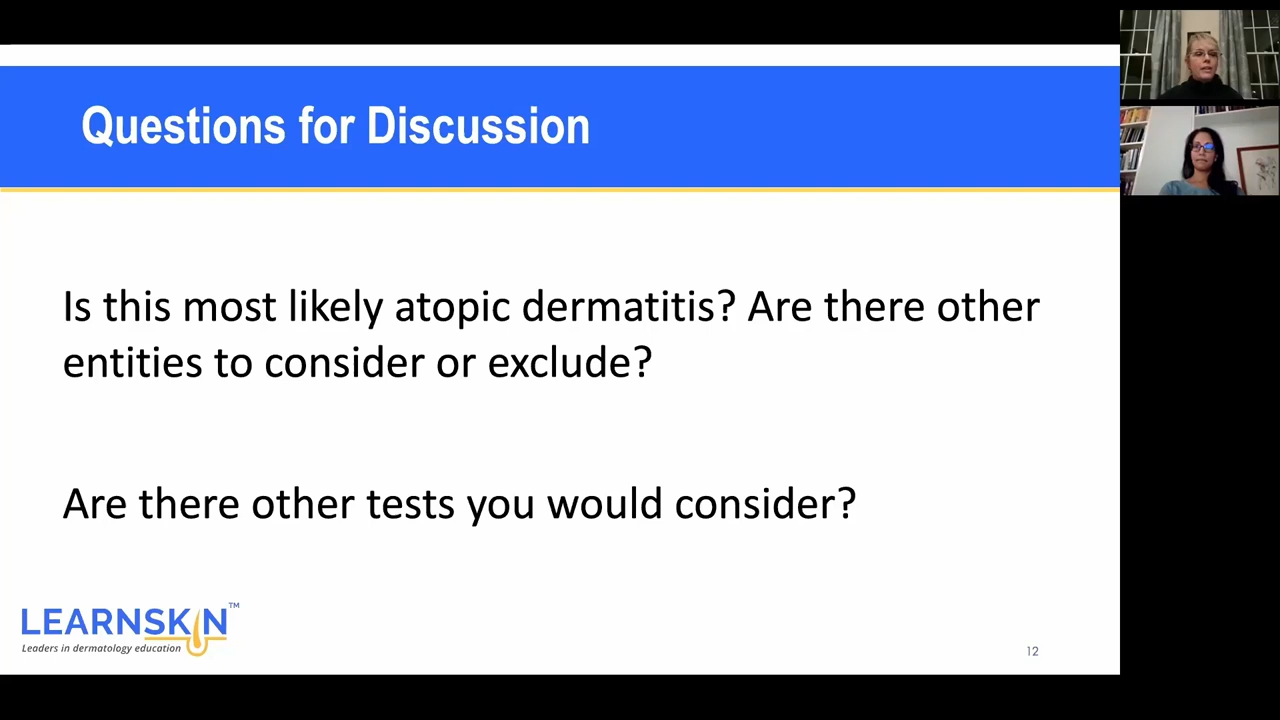 Questions for Discussion
Is this most likely atopic dermatitis? Are there other
entities to consider or exclude?
Are there other tests you would consider?
LEARNSKIN™
Leaders in dermatology education
12